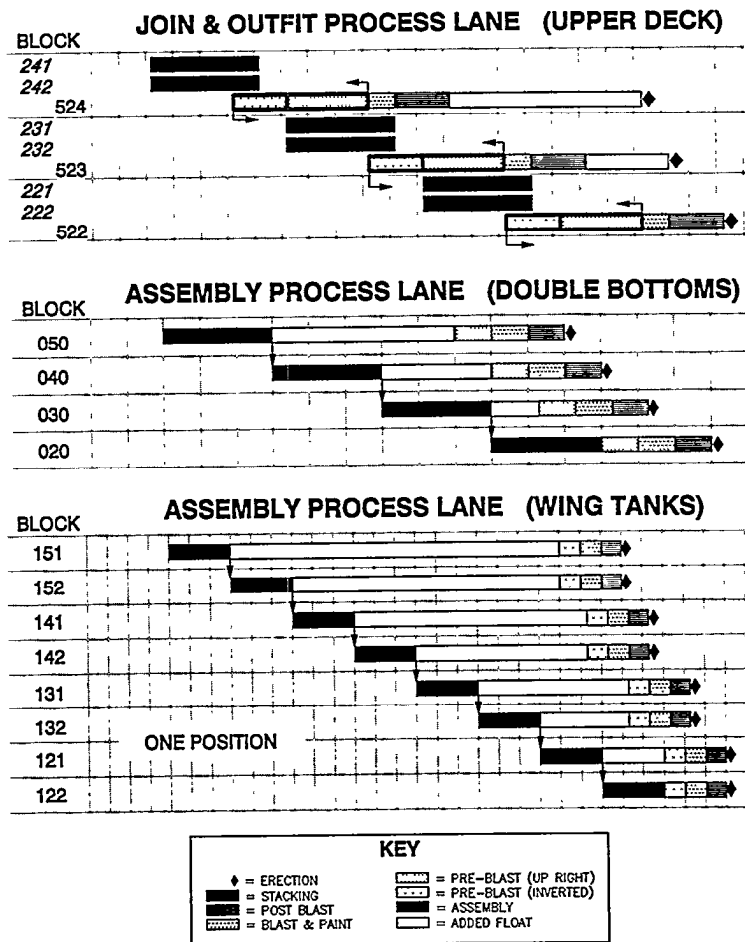 JOIN & OUTFIT PROCESS LANE (UPPER DECK)
BLOCK
241
242
524
231
232
523
221
222
522
ASSEMBLY PROCESS LANE (DOUBLE BOTTOMS)
BLOCK
050
040
030
020
ASSEMBLY PROCESS LANE (WING TANKS)
BLOCK
151
152
141
142
131
132
ONE POSITION
121
122
KEY
= ERECTION
= STACKING
= POST BLAST
= BLAST & PAINT
= PRE-BLAST (UP RIGHT)
= PRE-BLAST (INVERTED)
= ASSEMBLY
= ADDED FLOAT